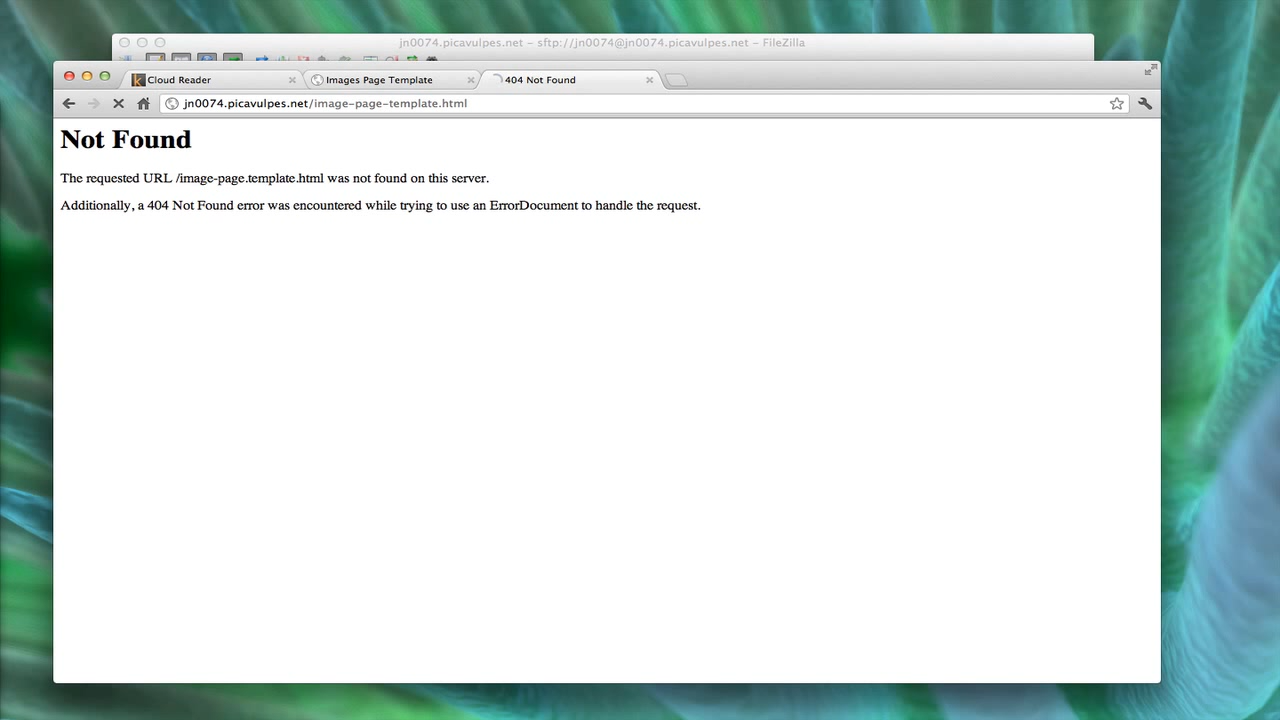 jn0074.picavulpes.net – sftp://jn0074@jn0074.picavulpes.net – FileZilla
Cloud Reader
Images Page Template
404 Not Found
jn0074.picavulpes.net/image-page-template.html
Not Found
The requested URL /image-page.template.html was not found on this server.
Additionally, a 404 Not Found error was encountered while trying to use an ErrorDocument to handle the request.